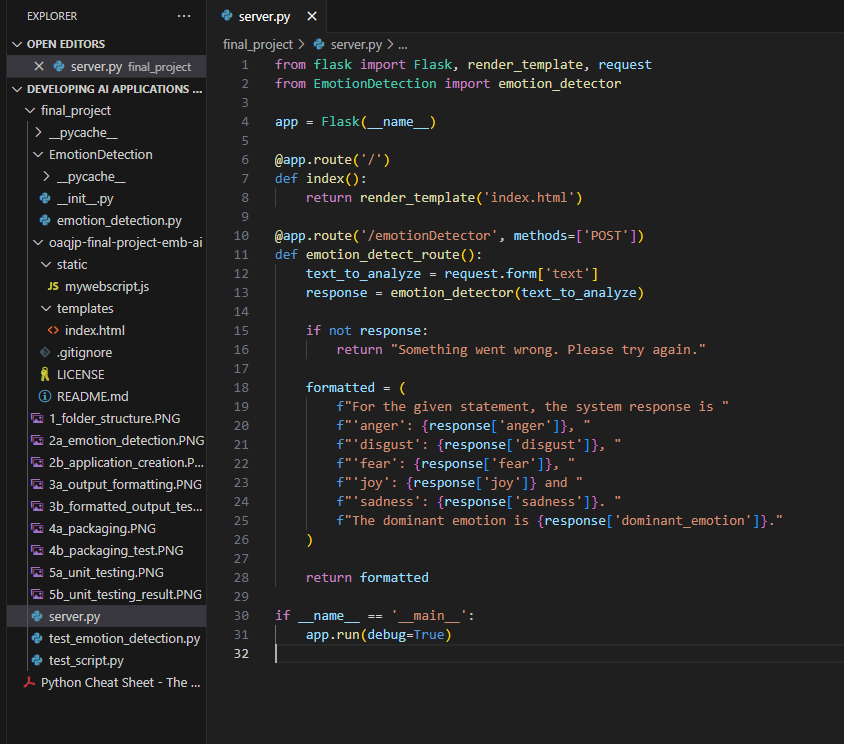 EXPLORER
OPEN EDITORS
server.py final_project
DEVELOPING AI APPLICATIONS ...
final_project
__pycache__
EmotionDetection
__pycache__
__init__.py
emotion_detection.py
oaqjp-final-project-emb-ai
static
JS mywebscript.js
templates
index.html
.gitignore
LICENSE
README.md
1_folder_structure.PNG
2a_emotion_detection.PNG
2b_application_creation.P...
3a_output_formatting.PNG
3b_formatted_output_tes...
4a_packaging.PNG
4b_packaging_test.PNG
5a_unit_testing.PNG
5b_unit_testing_result.PNG
server.py
test_emotion_detection.py
test_script.py
Python Cheat Sheet - The ...
server.py
final_project > server.py > ...
1 from flask import Flask, render_template, request
2 from EmotionDetection import emotion_detector
3
4 app = Flask(__name__)
5
6 @app.route('/')
7 def index():
8     return render_template('index.html')
9
10 @app.route('/emotionDetector', methods=['POST'])
11 def emotion_detect_route():
12     text_to_analyze = request.form['text']
13     response = emotion_detector(text_to_analyze)
14
15     if not response:
16         return "Something went wrong. Please try again."
17
18     formatted = (
19         f"For the given statement, the system response is "
20         f"'anger': {response['anger']}, "
21         f"'disgust': {response['disgust']}, "
22         f"'fear': {response['fear']}, "
23         f"'joy': {response['joy']} and "
24         f"'sadness': {response['sadness']}. "
25         f"The dominant emotion is {response['dominant_emotion']}."
26     )
27
28     return formatted
29
30 if __name__ == '__main__':
31     app.run(debug=True)
32